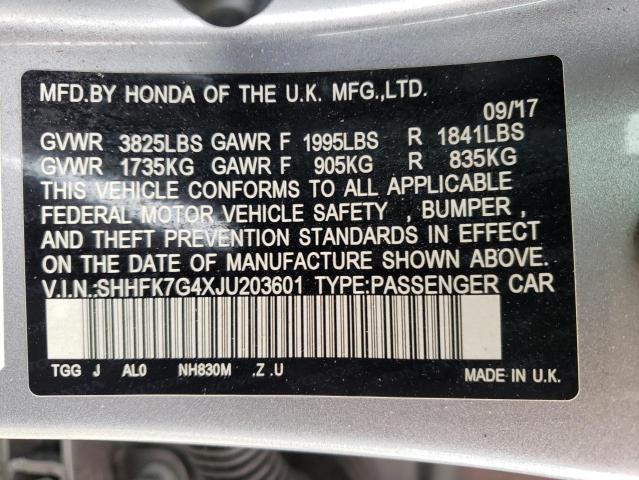 MFD.BY HONDA OF THE U.K. MFG.,LTD.
09/17
GVWR 3825LBS GAWR F 1995LBS R 1841LBS
GVWR 1735KG GAWR F 905KG R 835KG
THIS VEHICLE CONFORMS TO ALL APPLICABLE
FEDERAL MOTOR VEHICLE SAFETY , BUMPER ,
AND THEFT PREVENTION STANDARDS IN EFFECT
ON THE DATE OF MANUFACTURE SHOWN ABOVE.
V.I.N.:SHHFK7G4XJU203601 TYPE:PASSENGER CAR
TGG J AL0 NH830M .Z .U
MADE IN U.K.